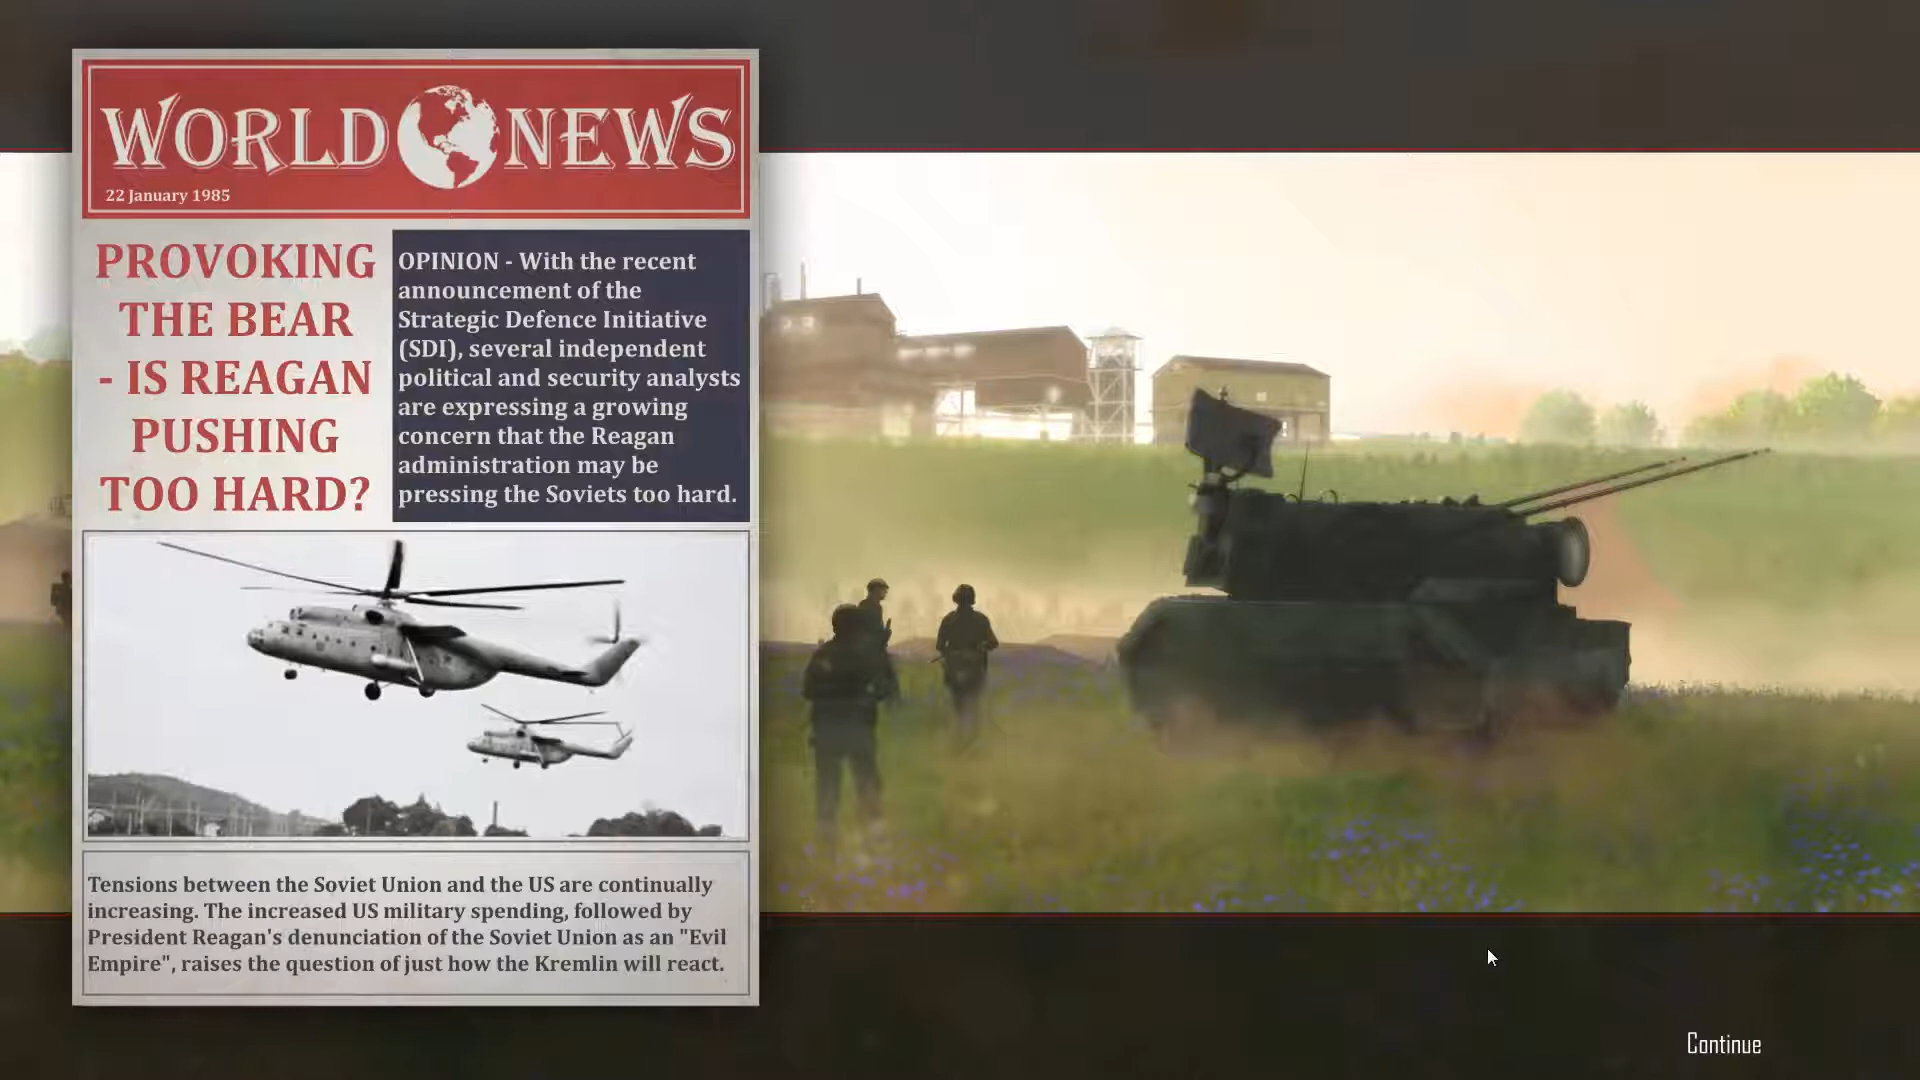 WORLD NEWS
22 January 1985
PROVOKING
THE BEAR
- IS REAGAN
PUSHING
TOO HARD?
OPINION - With the recent
announcement of the
Strategic Defence Initiative
(SDI), several independent
political and security analysts
are expressing a growing
concern that the Reagan
administration may be
pressing the Soviets too hard.
Tensions between the Soviet Union and the US are continually
increasing. The increased US military spending, followed by
President Reagan's denunciation of the Soviet Union as an "Evil
Empire", raises the question of just how the Kremlin will react.
Continue